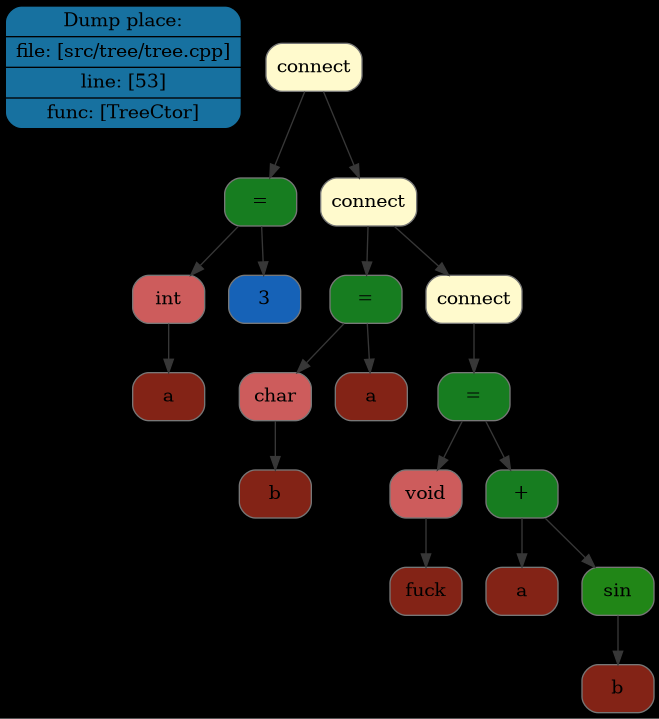 Dump place:
file: [src/tree/tree.cpp]
line: [53]
func: [TreeCtor]
connect
=
connect
int
3
=
connect
a
char
a
=
b
void
+
fuck
a
sin
b